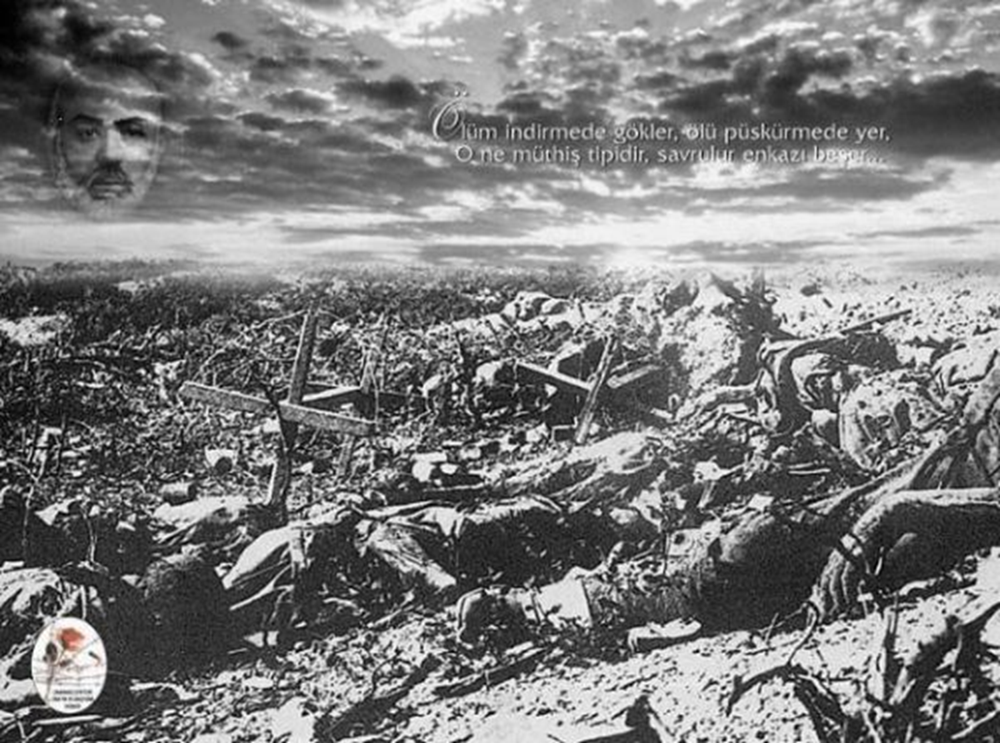 Ölüm indirmede gökler, ölü püskürmede yer,
O ne müthiş tipidir, savrulur enkazı beşer...